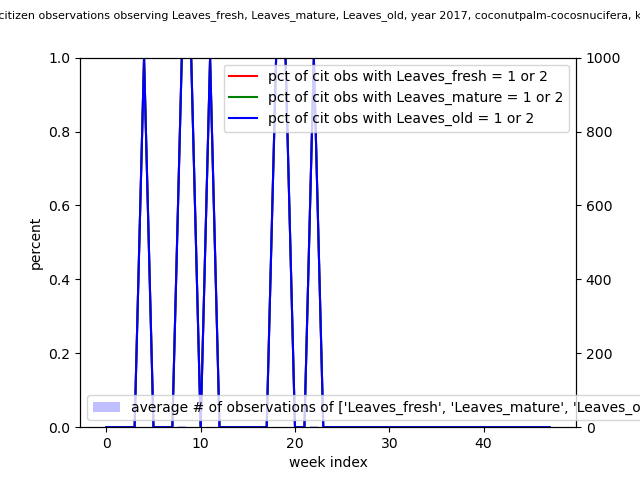 citizen observations observing Leaves_fresh, Leaves_mature, Leaves_old, year 2017, coconutpalm-cocosnucifera, k
1.0
0.8
0.6
0.4
0.2
0.0
percent
1000
800
600
400
200
0
pct of cit obs with Leaves_fresh = 1 or 2
pct of cit obs with Leaves_mature = 1 or 2
pct of cit obs with Leaves_old = 1 or 2
average # of observations of ['Leaves_fresh', 'Leaves_mature', 'Leaves_o
0 10 20 30 40
week index